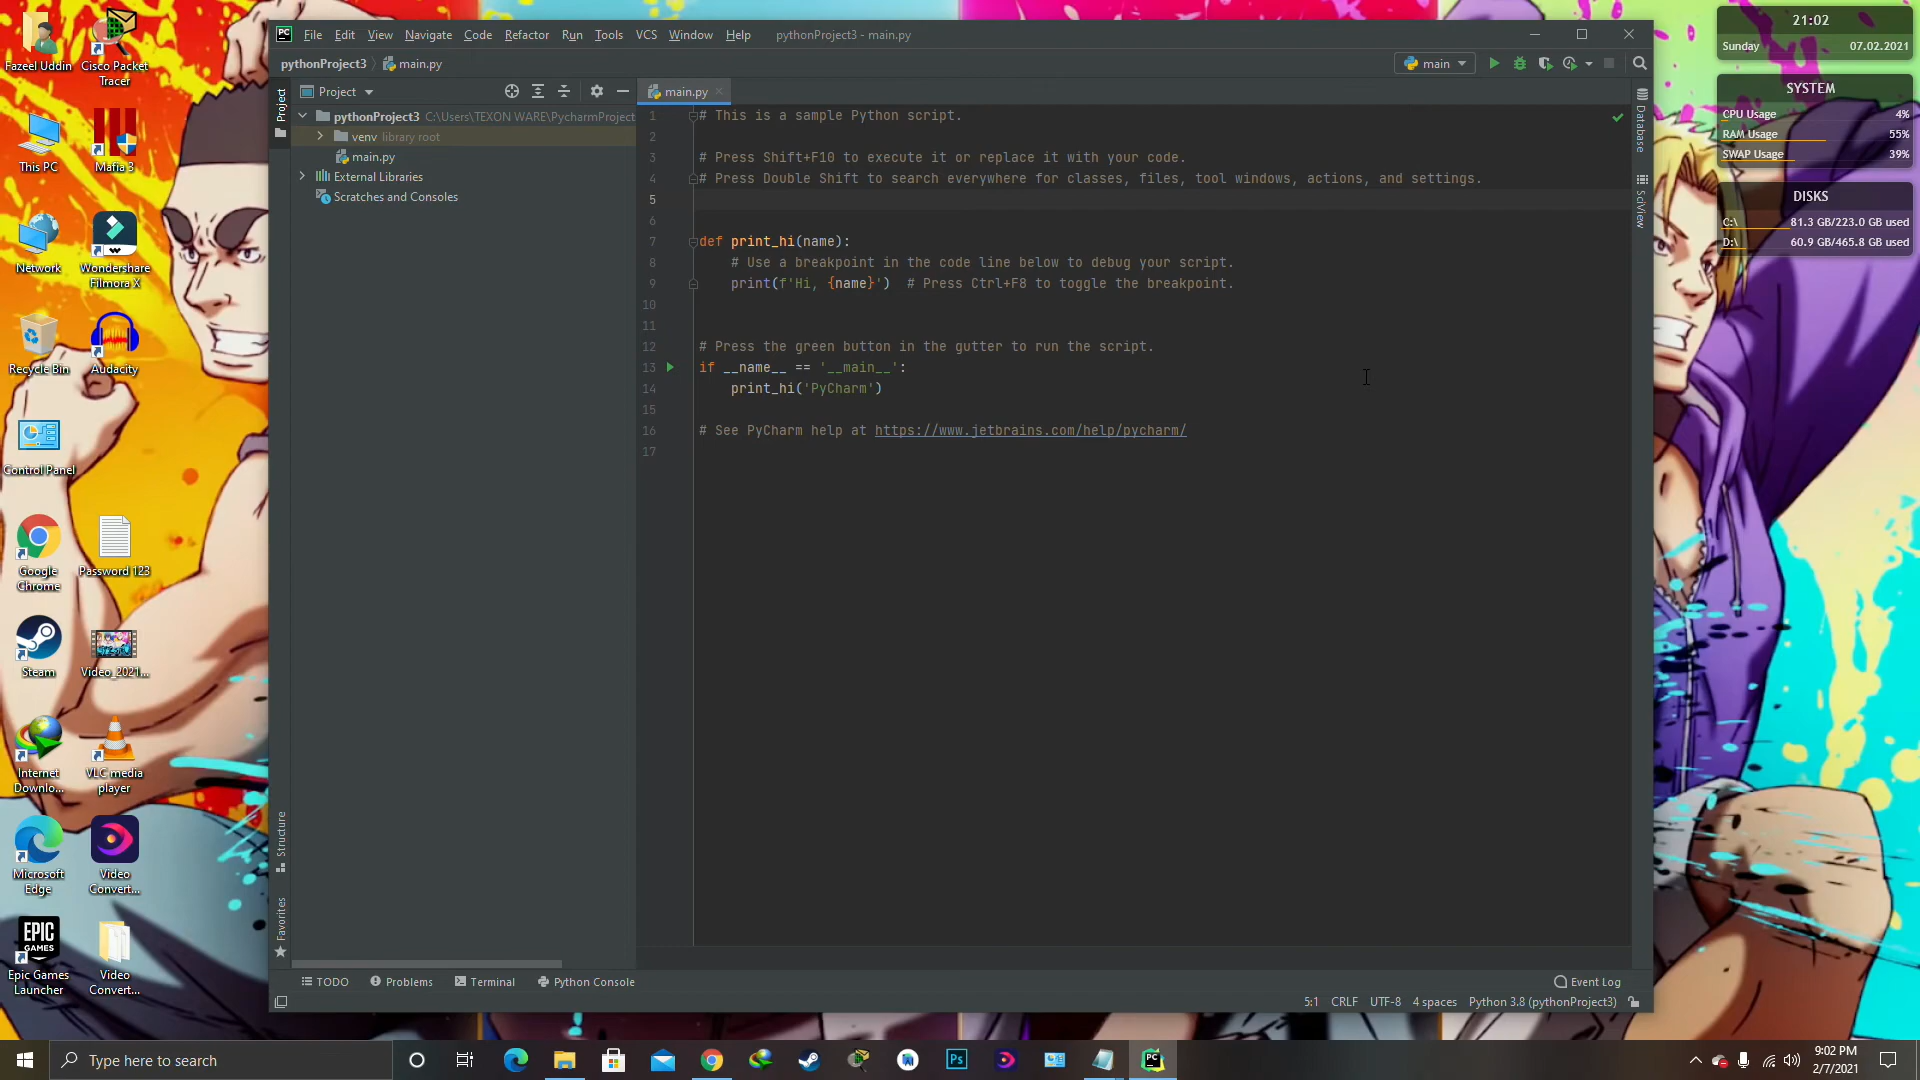 Fazeel Uddin
Cisco Packet
Tracer
This PC
Mafia 3
Network
Wondershare
Filmora X
Recycle Bin
Audacity
Control Panel
Google
Chrome
Password 123
Steam
Video_2021...
Internet
Downlo...
VLC media
player
Microsoft
Edge
Video
Convert...
EPIC
GAMES
Epic Games
Launcher
Video
Convert...
PC File Edit View Navigate Code Refactor Run Tools VCS Window Help pythonProject3 - main.py
pythonProject3 main.py
main
Project
Project
main.py
pythonProject3 C:\Users\TEXON WARE\PycharmProject
venv library root
main.py
External Libraries
Scratches and Consoles
1 # This is a sample Python script.
2
3 # Press Shift+F10 to execute it or replace it with your code.
4 # Press Double Shift to search everywhere for classes, files, tool windows, actions, and settings.
5
6
7 def print_hi(name):
8 # Use a breakpoint in the code line below to debug your script.
9 print(f'Hi, {name}') # Press Ctrl+F8 to toggle the breakpoint.
10
11
12 # Press the green button in the gutter to run the script.
13 if __name__ == '__main__':
14 print_hi('PyCharm')
15
16 # See PyCharm help at https://www.jetbrains.com/help/pycharm/
17
Database
SciView
Structure
Favorites
TODO Problems Terminal Python Console Event Log
5:1 CRLF UTF-8 4 spaces Python 3.8 (pythonProject3)
21:02
Sunday 07.02.2021
SYSTEM
CPU Usage 4%
RAM Usage 55%
SWAP Usage 39%
DISKS
C:\ 81.3 GB/223.0 GB used
D:\ 60.9 GB/465.8 GB used
Type here to search
Ps
PC
9:02 PM
2/7/2021